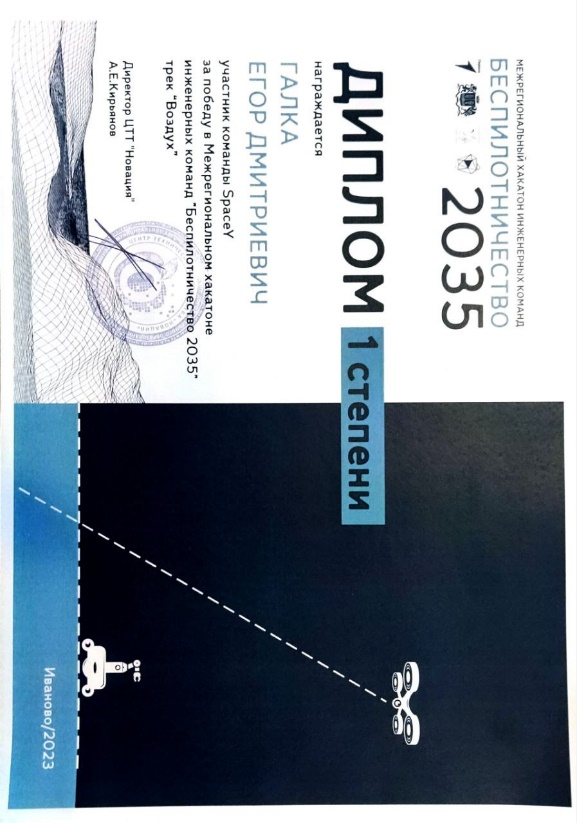 МЕЖРЕГИОНАЛЬНЫЙ ХАКАТОН ИНЖЕНЕРНЫХ КОМАНД
БЕСПИЛОТНИЧЕСТВО
2035
ДИПЛОМ 1 степени
награждается
ГАЛКА
ЕГОР ДМИТРИЕВИЧ
участник команды SpaceY
за победу в Межрегиональном хакатоне
инженерных команд "Беспилотничество 2035"
трек "Воздух"
Директор ЦТТ "Новация"
А.Е.Кирьянов
Иваново/2023